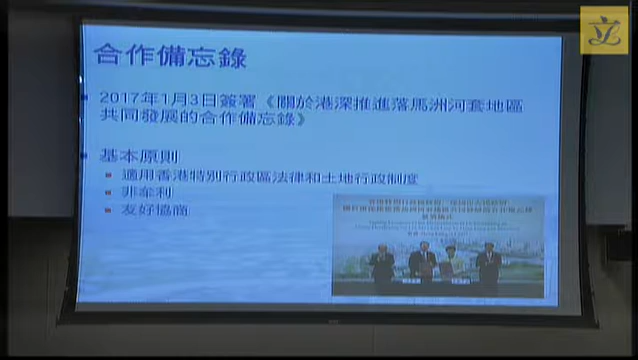 立
合作備忘錄
2017年1月3日簽署《關於港深推進落馬洲河套地區
共同發展的合作備忘錄》
基本原則
適用香港特別行政區法律和土地行政制度
非牟利
友好協商